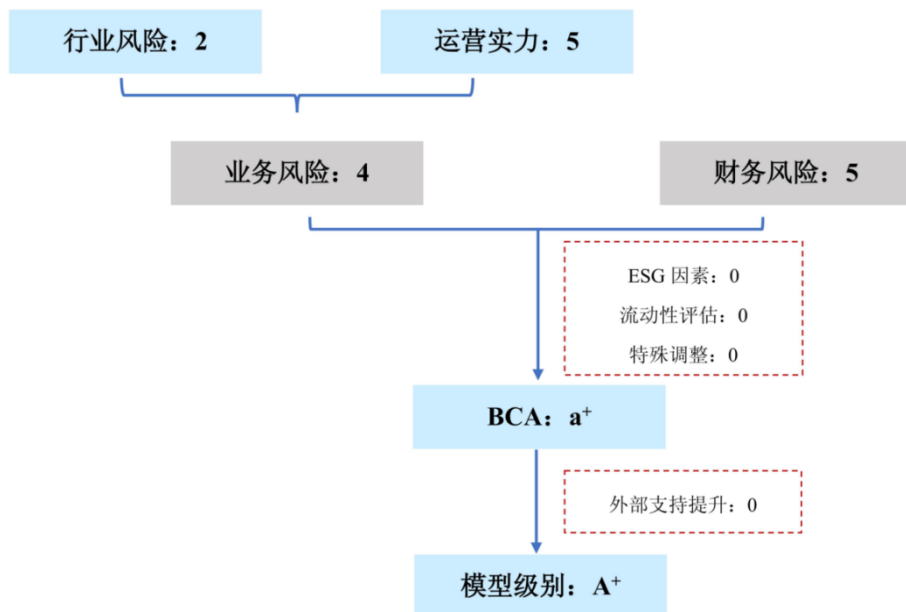 行业风险：2
运营实力：5
业务风险：4
财务风险：5
ESG 因素：0
流动性评估：0
特殊调整：0
BCA：a⁺
外部支持提升：0
模型级别：A⁺